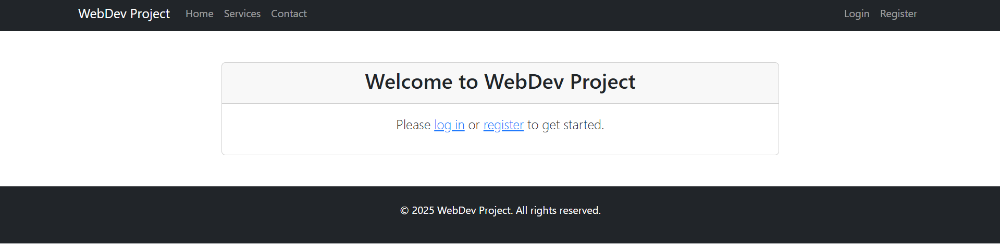 WebDev Project Home Services Contact Login Register
Welcome to WebDev Project
Please log in or register to get started.
© 2025 WebDev Project. All rights reserved.